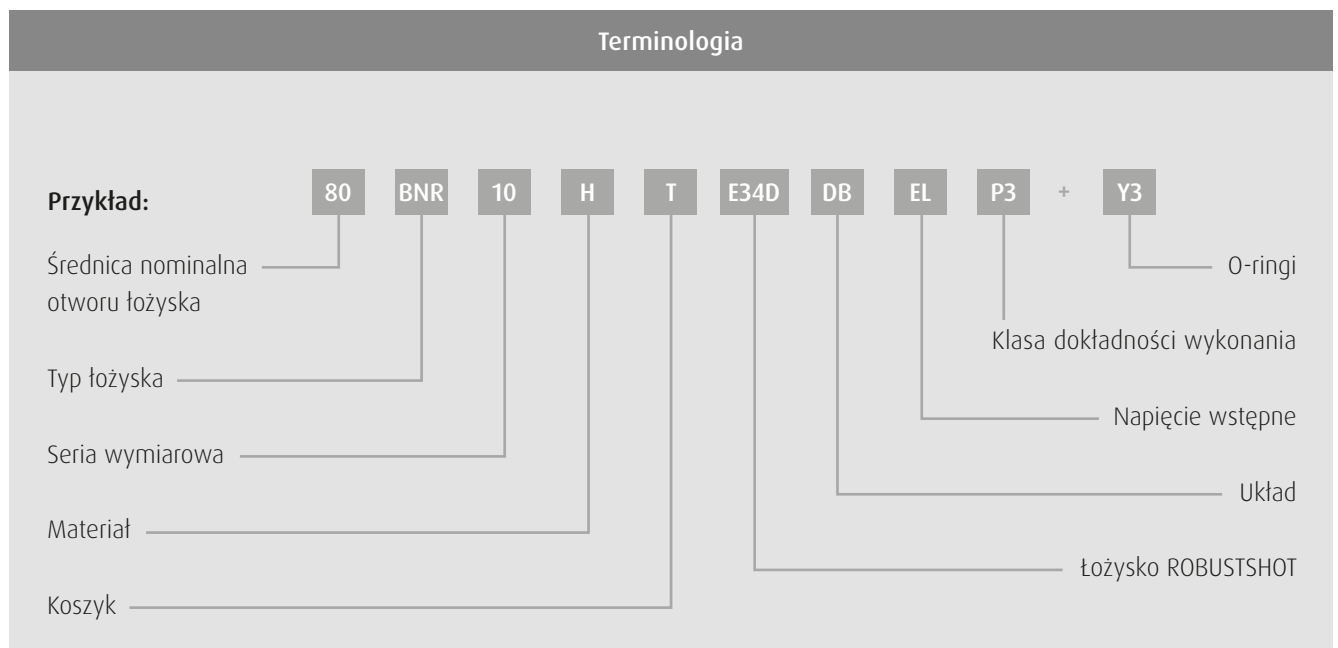 Terminologia
Przykład: 80 BNR 10 H T E34D DB EL P3 + Y3
Średnica nominalna
otworu łożyska
O-ringi
Klasa dokładności wykonania
Typ łożyska
Napięcie wstępne
Seria wymiarowa
Układ
Materiał
Łożysko ROBUSTSHOT
Koszyk